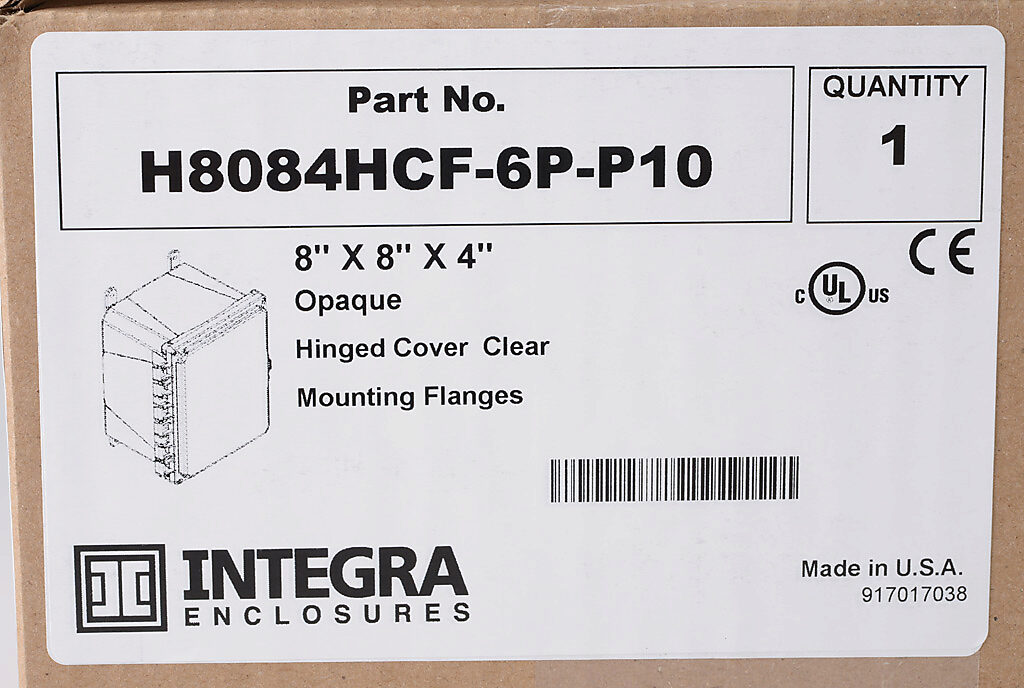 Part No.
H8084HCF-6P-P10
QUANTITY
1
8" X 8" X 4"
Opaque
Hinged Cover Clear
Mounting Flanges
C UL US
CE
INTEGRA
ENCLOSURES
Made in U.S.A.
917017038